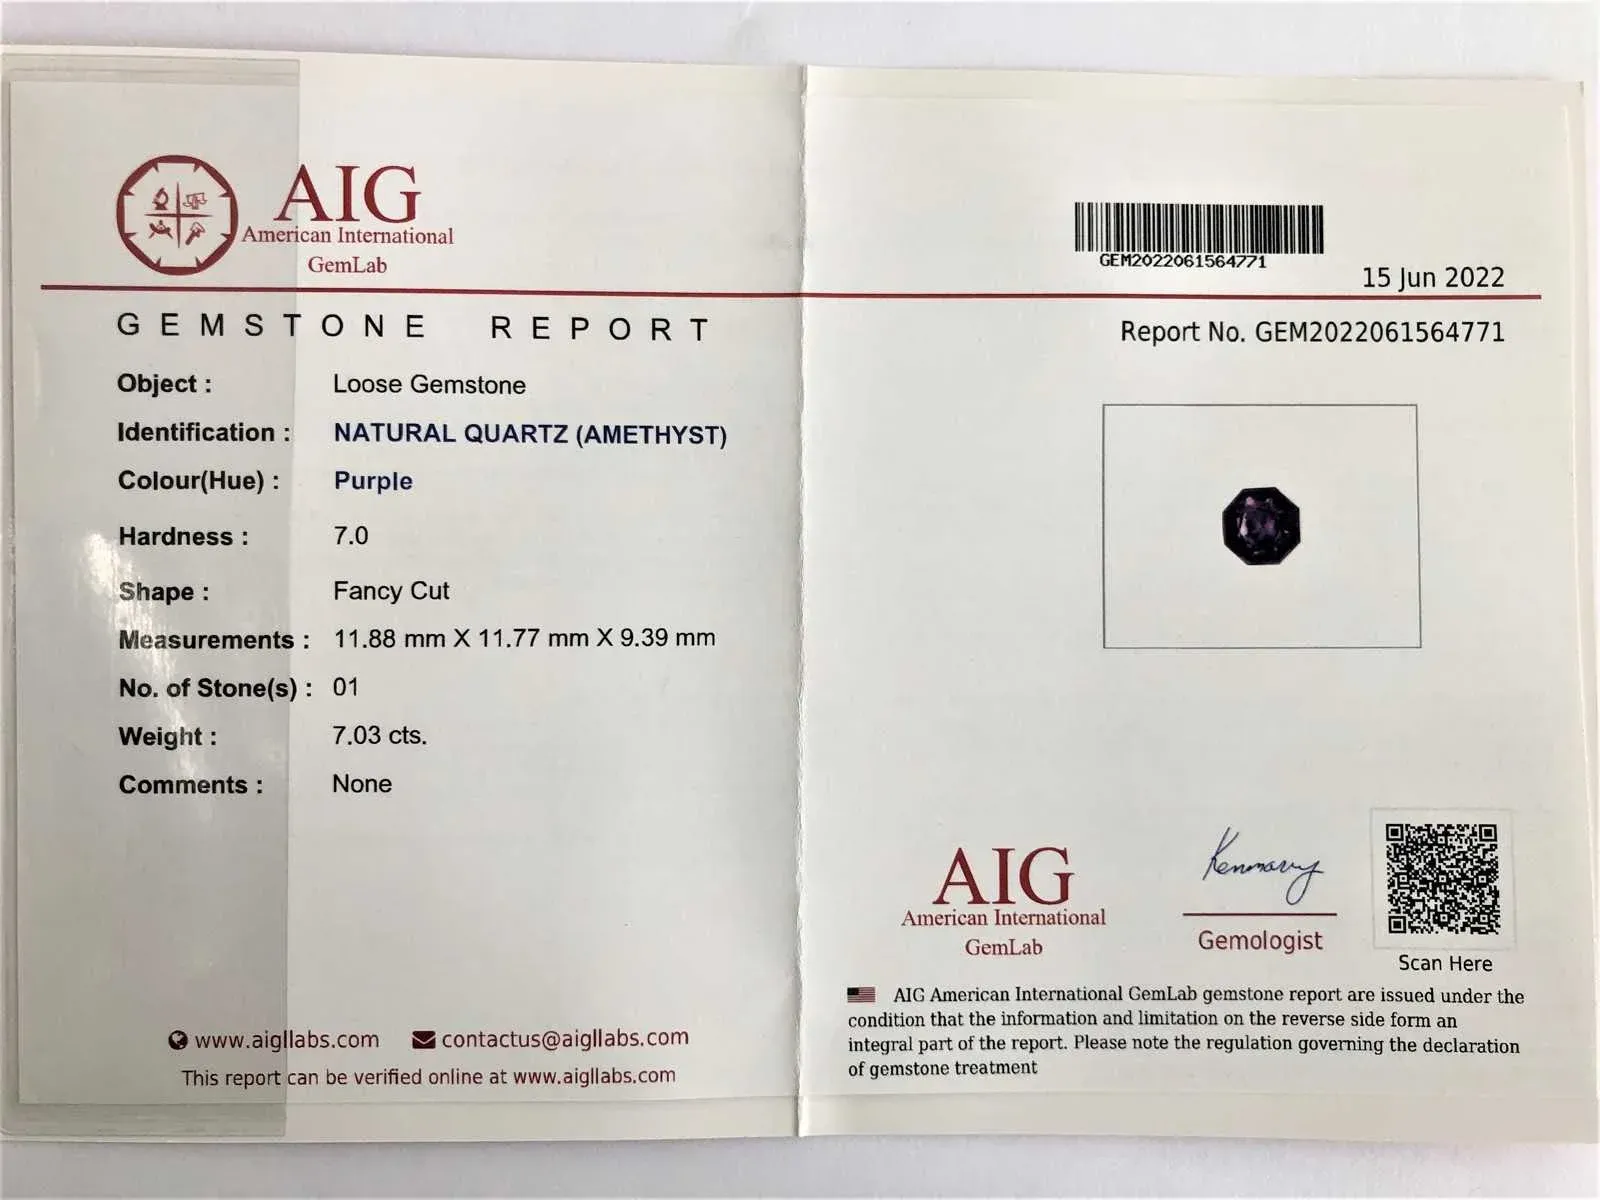 AIG
American International
GemLab
GEMSTONE REPORT
Object : Loose Gemstone
Identification : NATURAL QUARTZ (AMETHYST)
Colour(Hue) : Purple
Hardness : 7.0
Shape : Fancy Cut
Measurements : 11.88 mm X 11.77 mm X 9.39 mm
No. of Stone(s) : 01
Weight : 7.03 cts.
Comments : None
www.aigllabs.com contactus@aigllabs.com
This report can be verified online at www.aigllabs.com
GEM2022061564771
15 Jun 2022
Report No. GEM2022061564771
AIG
American International
GemLab
Gemologist
Scan Here
AIG American International GemLab gemstone report are issued under the
condition that the information and limitation on the reverse side form an
integral part of the report. Please note the regulation governing the declaration
of gemstone treatment